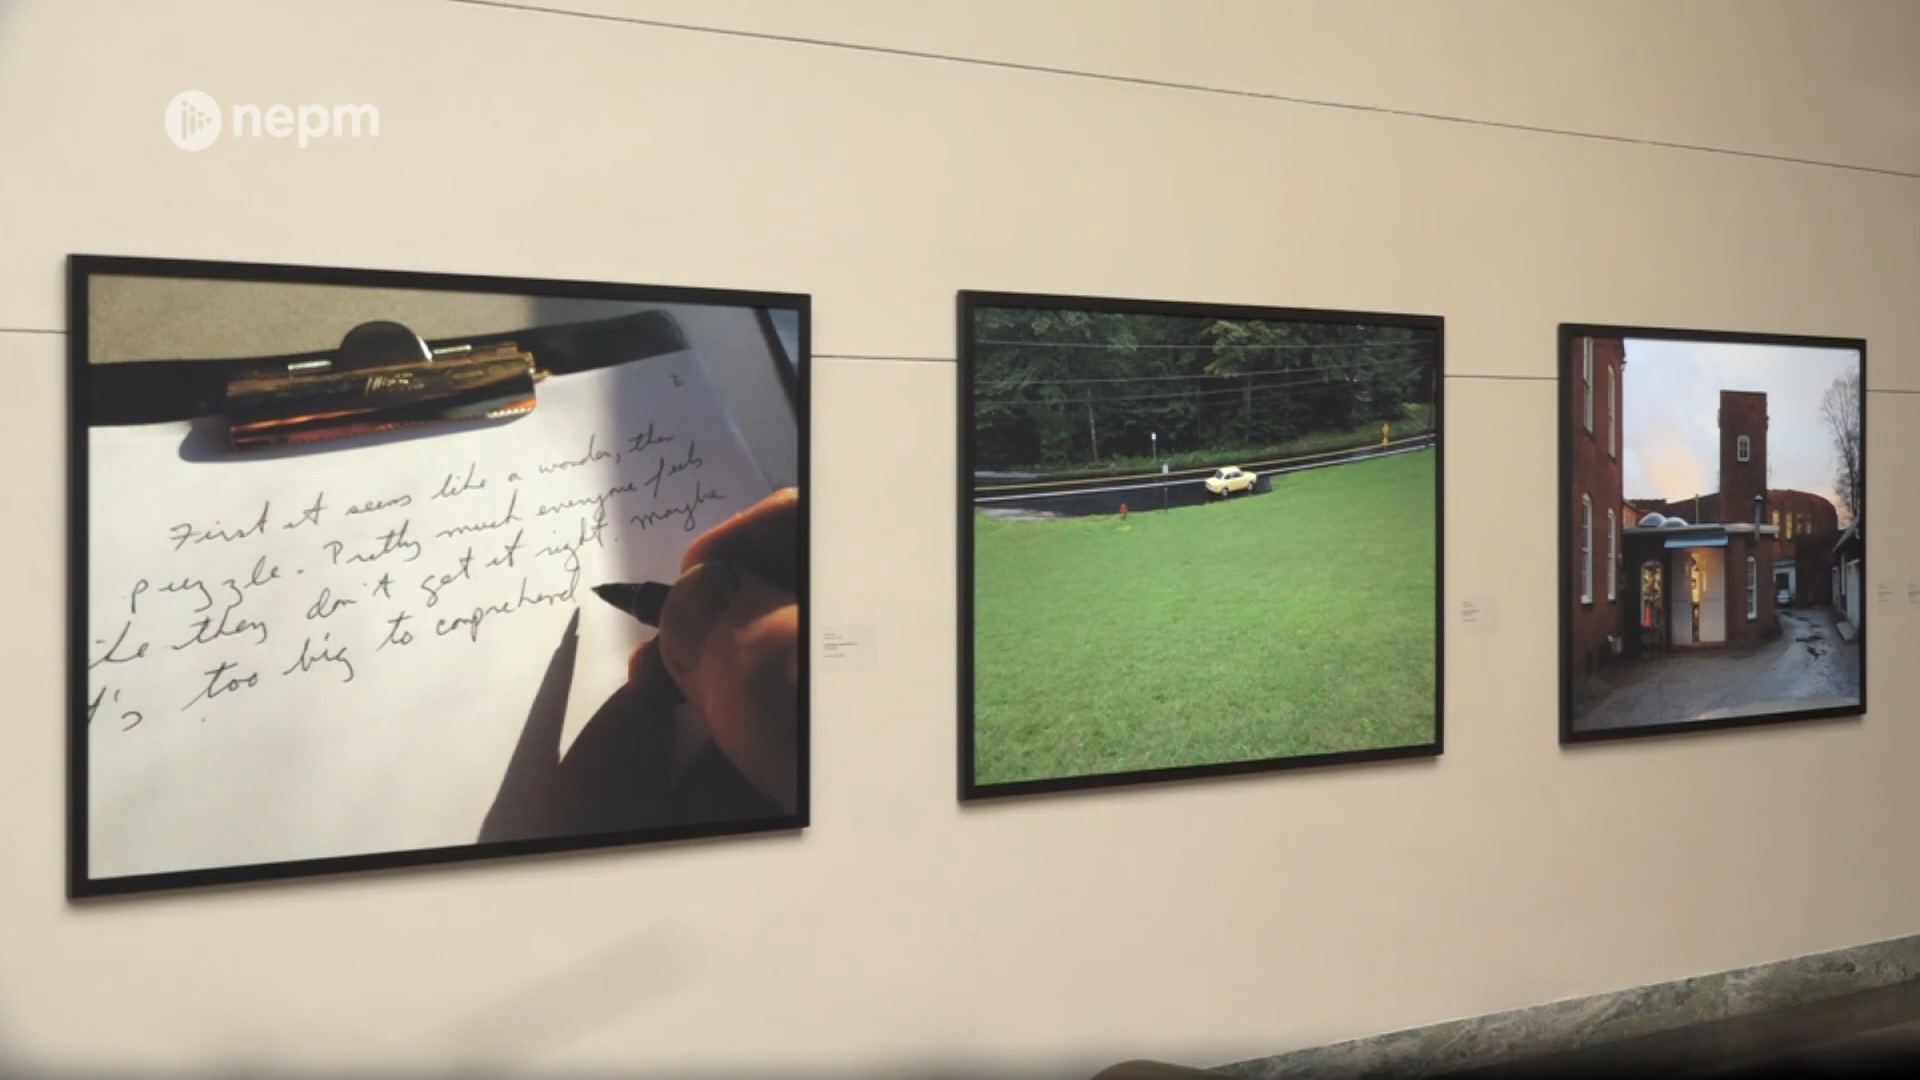 nepm
2
First it seems like a wonder, then
puzzle. Pretty much everyone feels
like they don't get it right. maybe
it's too big to comprehend